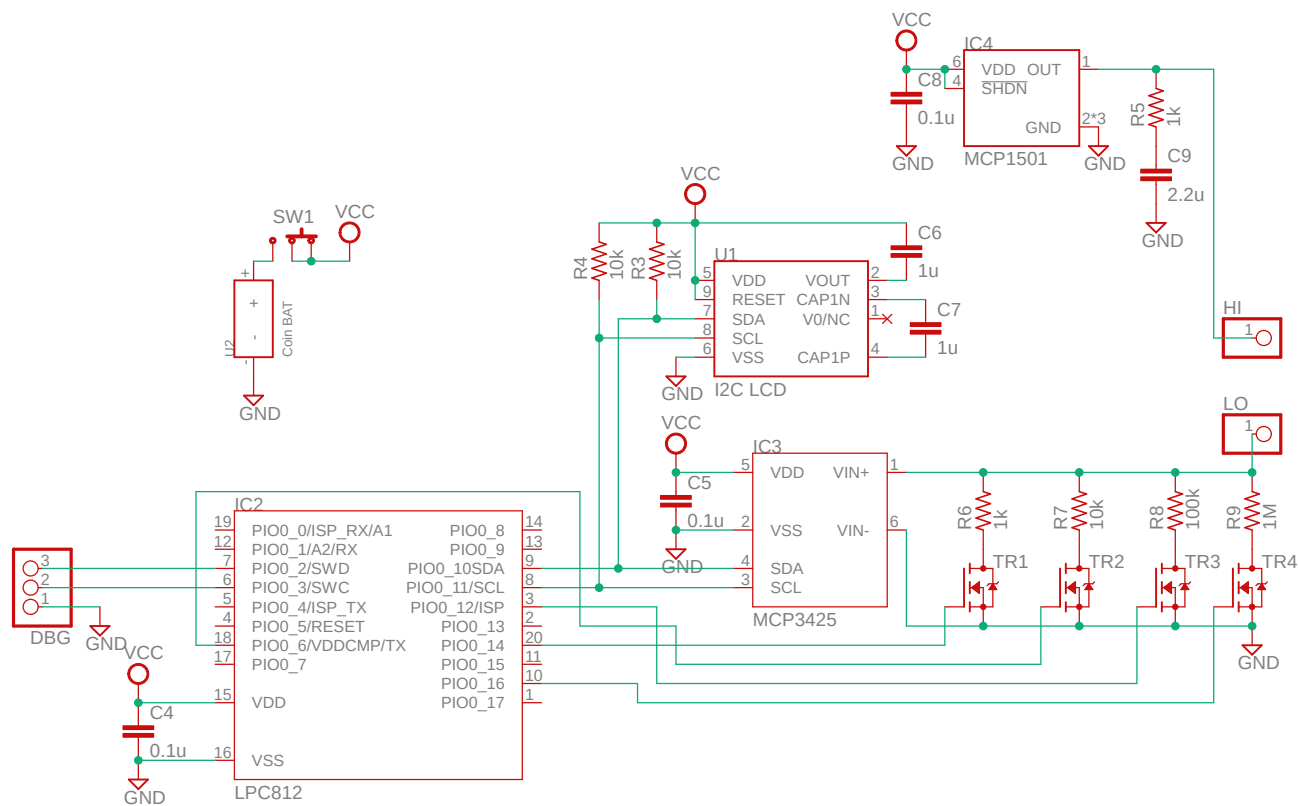 VCC
IC4
6 VDD OUT 1
4 SHDN
C8
0.1u
GND 2*3
GND
MCP1501
GND
R5
1k
C9
2.2u
GND
VCC
SW1
VCC
R4
10k
R3
10k
C6
1u
U1
5 VDD VOUT 2
9 RESET CAP1N 3
7 SDA V0/NC 1
8 SCL
6 VSS CAP1P 4
C7
1u
GND
I2C LCD
HI
1
+
+
-
-
U2
Coin BAT
GND
LO
1
VCC
IC3
5 VDD VIN+ 1
C5
0.1u
2 VSS VIN- 6
GND
4 SDA
3 SCL
MCP3425
R6
1k
R7
10k
R8
100k
R9
1M
TR1
TR2
TR3
TR4
GND
IC2
19 PIO0_0/ISP_RX/A1 PIO0_8 14
12 PIO0_1/A2/RX PIO0_9 13
7 PIO0_2/SWD PIO0_10SDA 9
6 PIO0_3/SWC PIO0_11/SCL 8
5 PIO0_4/ISP_TX PIO0_12/ISP 3
4 PIO0_5/RESET PIO0_13 2
18 PIO0_6/VDDCMP/TX PIO0_14 20
17 PIO0_7 PIO0_15 11
PIO0_16 10
15 VDD PIO0_17 1
16 VSS
LPC812
3
2
1
DBG
GND
VCC
C4
0.1u
GND